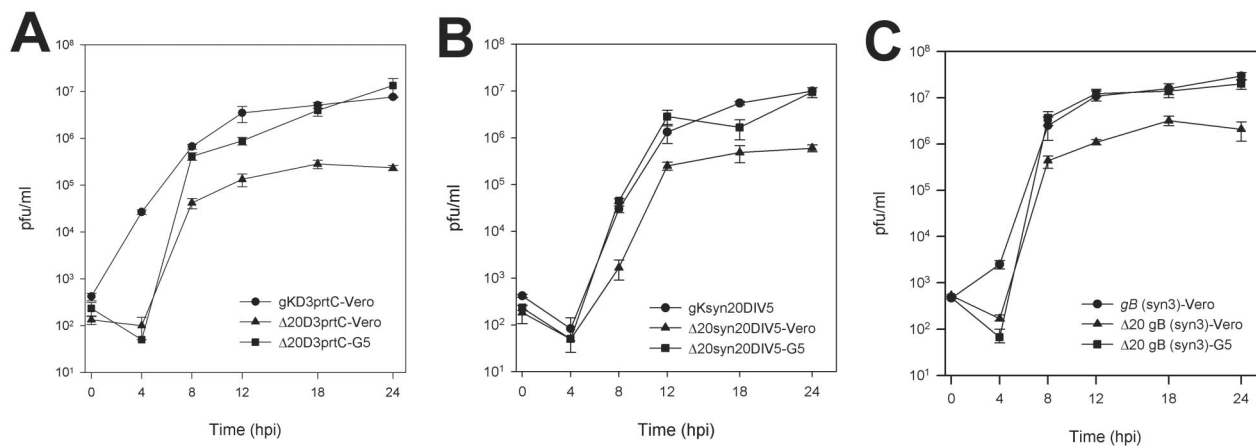 A
pfu/ml
10⁸
10⁷
10⁶
10⁵
10⁴
10³
10²
10¹
gKD3prtC-Vero
Δ20D3prtC-Vero
Δ20D3prtC-G5
0 4 8 12 18 24
Time (hpi)
B
pfu/ml
10⁸
10⁷
10⁶
10⁵
10⁴
10³
10²
10¹
gKsyn20DIV5
Δ20syn20DIV5-Vero
Δ20syn20DIV5-G5
0 4 8 12 18 24
Time (hpi)
C
pfu/ml
10⁸
10⁷
10⁶
10⁵
10⁴
10³
10²
10¹
gB (syn3)-Vero
Δ20 gB (syn3)-Vero
Δ20 gB (syn3)-G5
0 4 8 12 18 24
Time (hpi)